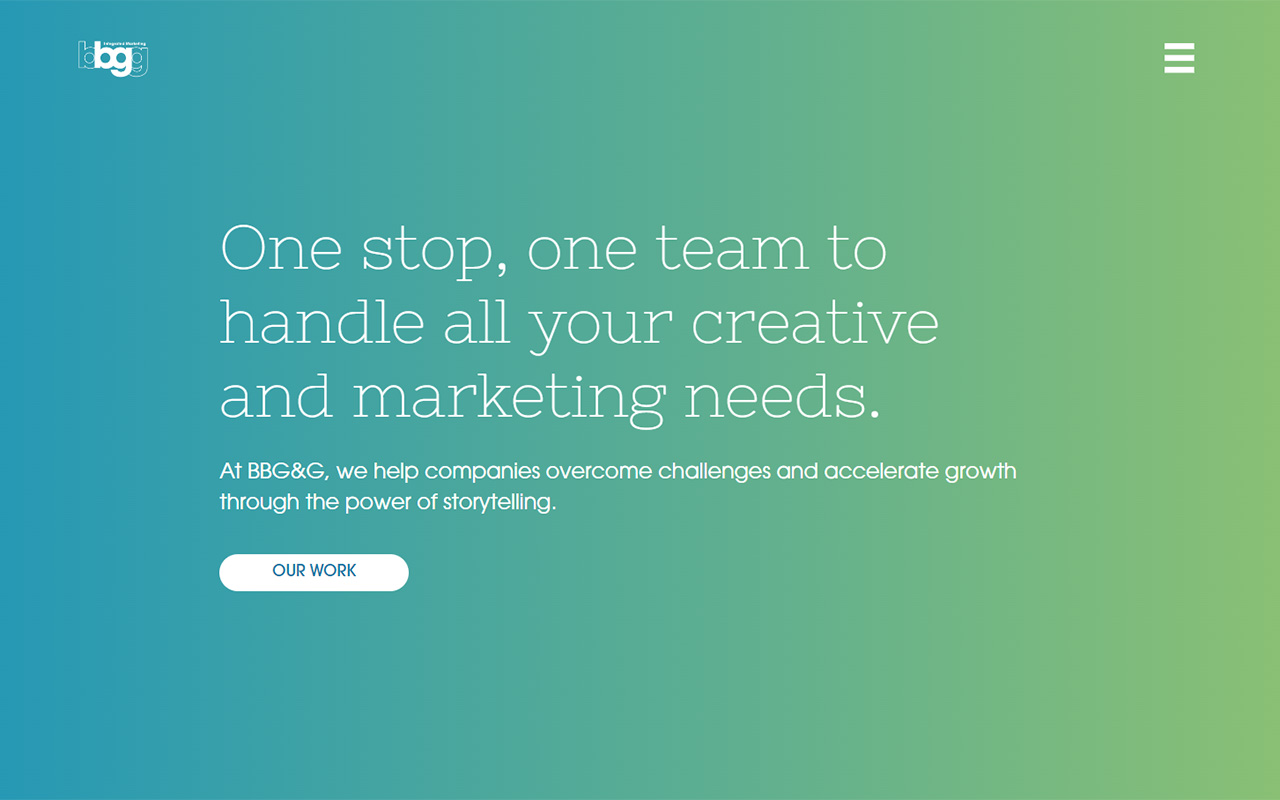 Integrated Marketing
bbgg
One stop, one team to
handle all your creative
and marketing needs.
At BBG&G, we help companies overcome challenges and accelerate growth
through the power of storytelling.
OUR WORK